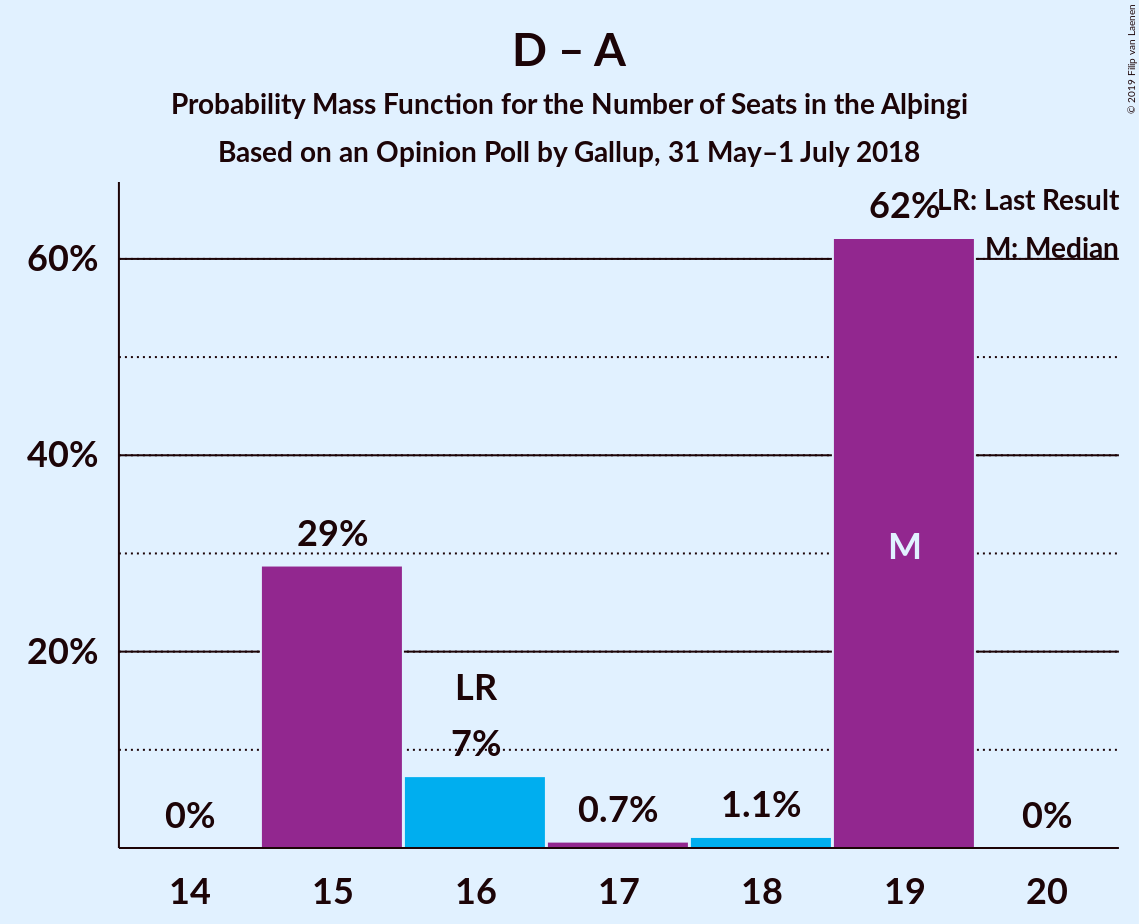 D – A
Probability Mass Function for the Number of Seats in the Alþingi
Based on an Opinion Poll by Gallup, 31 May–1 July 2018
© 2019 Filip van Laenen
LR: Last Result
M: Median
60%
40%
20%
0%
29%
LR
7%
0.7%
1.1%
62%
M
0%
14 15 16 17 18 19 20